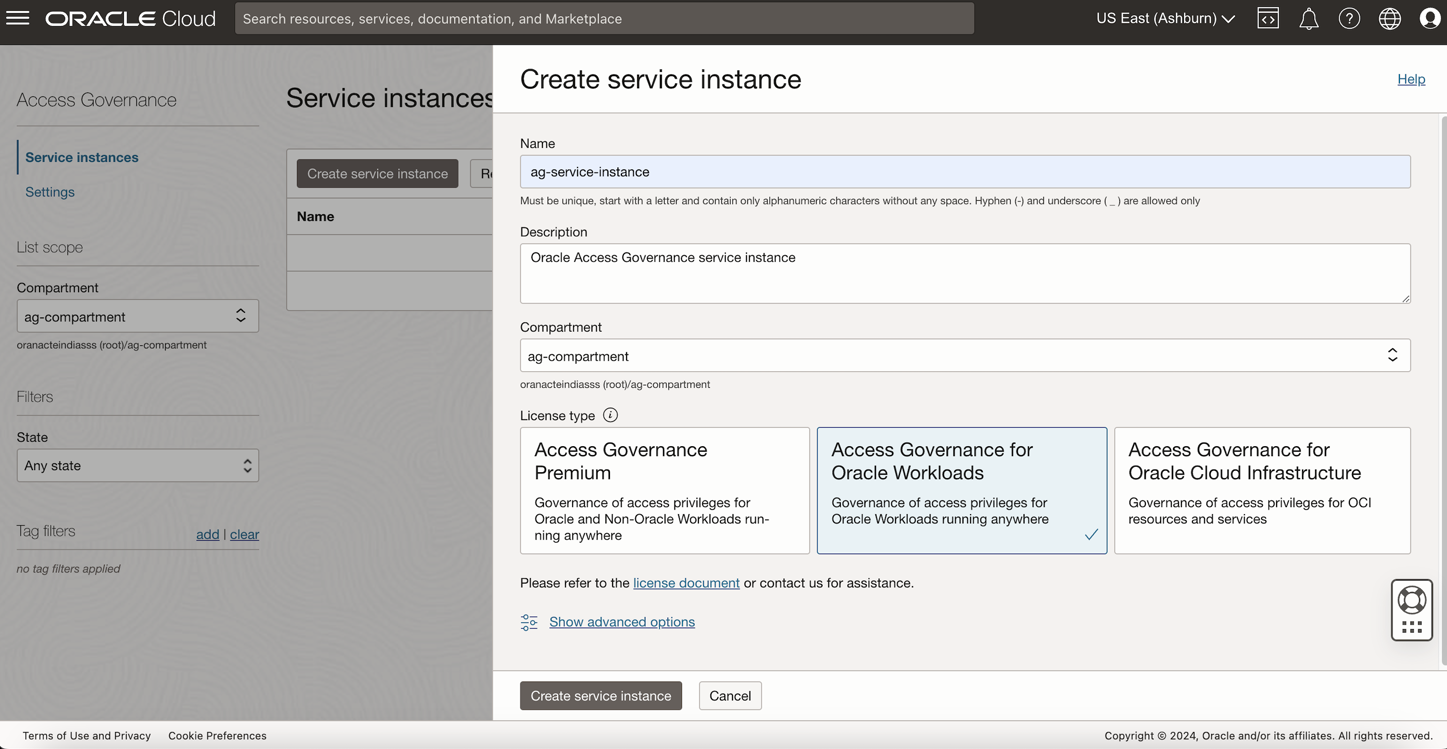 ORACLE Cloud
Search resources, services, documentation, and Marketplace
US East (Ashburn)
Access Governance
Service instances
Settings
List scope
Compartment
ag-compartment
oranacteindiasss (root)/ag-compartment
Filters
State
Any state
Tag filters
add | clear
no tag filters applied
Service instances
Create service instance
Name
Create service instance
Help
Name
ag-service-instance
Must be unique, start with a letter and contain only alphanumeric characters without any space. Hyphen (-) and underscore ( _ ) are allowed only
Description
Oracle Access Governance service instance
Compartment
ag-compartment
oranacteindiasss (root)/ag-compartment
License type
Access Governance
Premium
Governance of access privileges for
Oracle and Non-Oracle Workloads run-
ning anywhere
Access Governance for
Oracle Workloads
Governance of access privileges for
Oracle Workloads running anywhere
Access Governance for
Oracle Cloud Infrastructure
Governance of access privileges for OCI
resources and services
Please refer to the license document or contact us for assistance.
Show advanced options
Create service instance
Cancel
Terms of Use and Privacy
Cookie Preferences
Copyright © 2024, Oracle and/or its affiliates. All rights reserved.